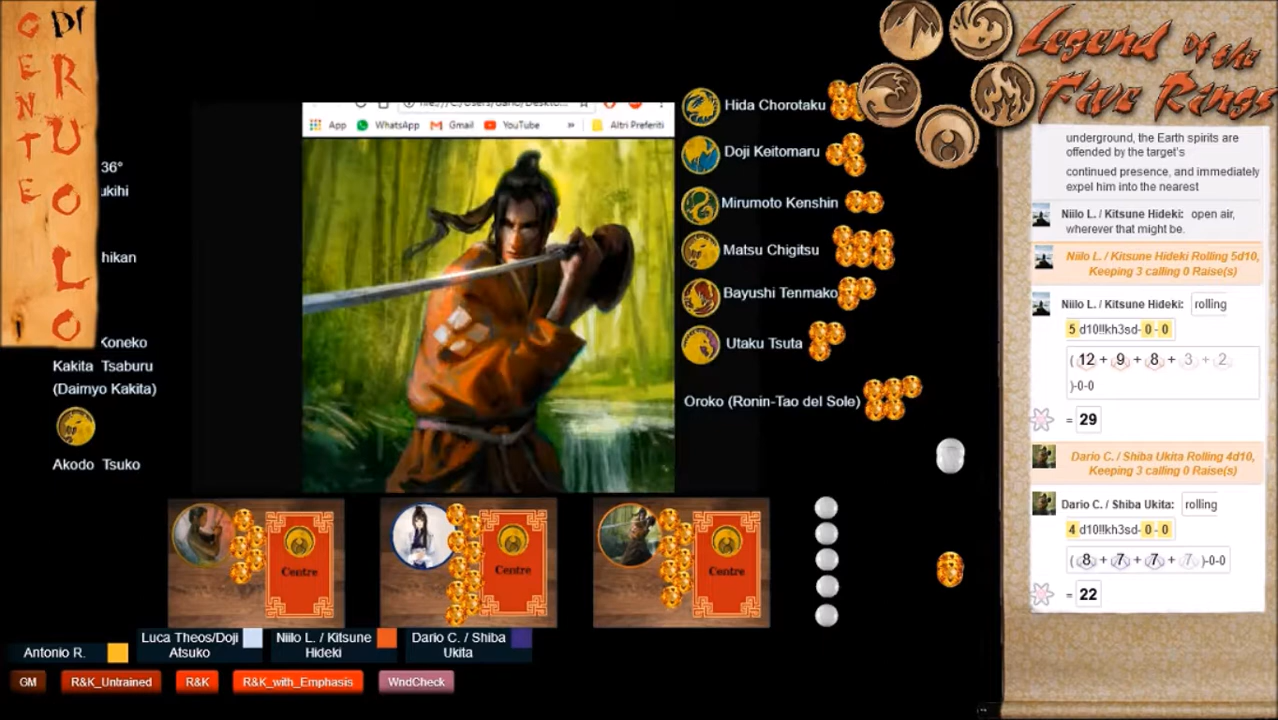 GENTE
DI
RUOLO
Legend of the
Five Rings
App WhatsApp Gmail YouTube » Altri Preferiti
36°
ukihi
hikan
Koneko
Kakita Tsaburu
(Daimyo Kakita)
Akodo Tsuko
Hida Chorotaku
Doji Keitomaru
Mirumoto Kenshin
Matsu Chigitsu
Bayushi Tenmako
Utaku Tsuta
Oroko (Ronin-Tao del Sole)
Centre
Centre
Centre
Antonio R.
Luca Theos/Doji
Atsuko
Niilo L. / Kitsune
Hideki
Dario C. / Shiba
Ukita
GM
R&K_Untrained
R&K
R&K_with_Emphasis
WndCheck
underground, the Earth spirits are
offended by the target's
continued presence, and immediately
expel him into the nearest
Niilo L. / Kitsune Hideki: open air,
wherever that might be.
Niilo L. / Kitsune Hideki Rolling 5d10,
Keeping 3 calling 0 Raise(s)
Niilo L. / Kitsune Hideki: rolling
5 d10!!kh3sd-0-0
(12+9+8+3+2
)-0-0
= 29
Dario C. / Shiba Ukita Rolling 4d10,
Keeping 3 calling 0 Raise(s)
Dario C. / Shiba Ukita: rolling
4 d10!!kh3sd-0-0
(8+7+7+7)-0-0
= 22